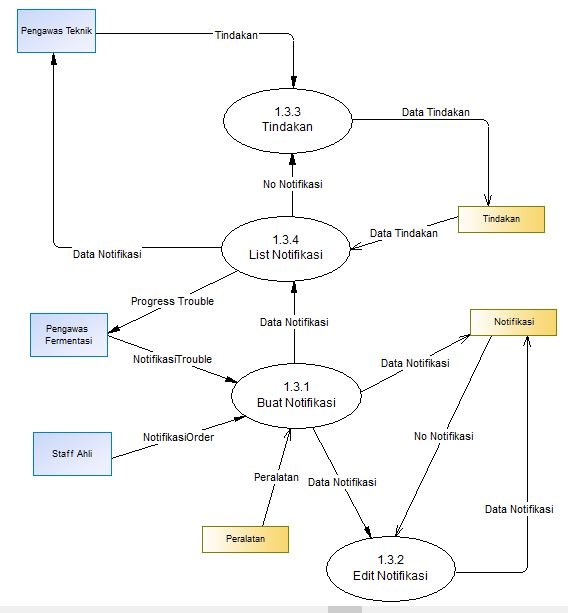 Pengawas Teknik
Tindakan
1.3.3
Tindakan
Data Tindakan
No Notifikasi
Tindakan
Data Tindakan
1.3.4
List Notifikasi
Data Notifikasi
Progress Trouble
Pengawas
Fermentasi
Data Notifikasi
Notifikasi
NotifikasiTrouble
Data Notifikasi
1.3.1
Buat Notifikasi
NotifikasiOrder
No Notifikasi
Staff Ahli
Peralatan
Data Notifikasi
Data Notifikasi
Peralatan
1.3.2
Edit Notifikasi